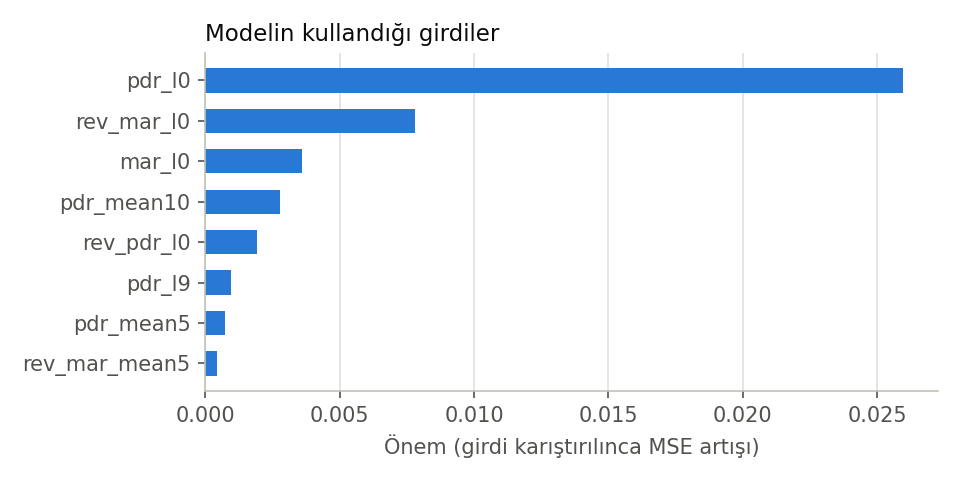 Modelin kullandığı girdiler
pdr_l0
rev_mar_l0
mar_l0
pdr_mean10
rev_pdr_l0
pdr_l9
pdr_mean5
rev_mar_mean5
0.000 0.005 0.010 0.015 0.020 0.025
Önem (girdi karıştırılınca MSE artışı)